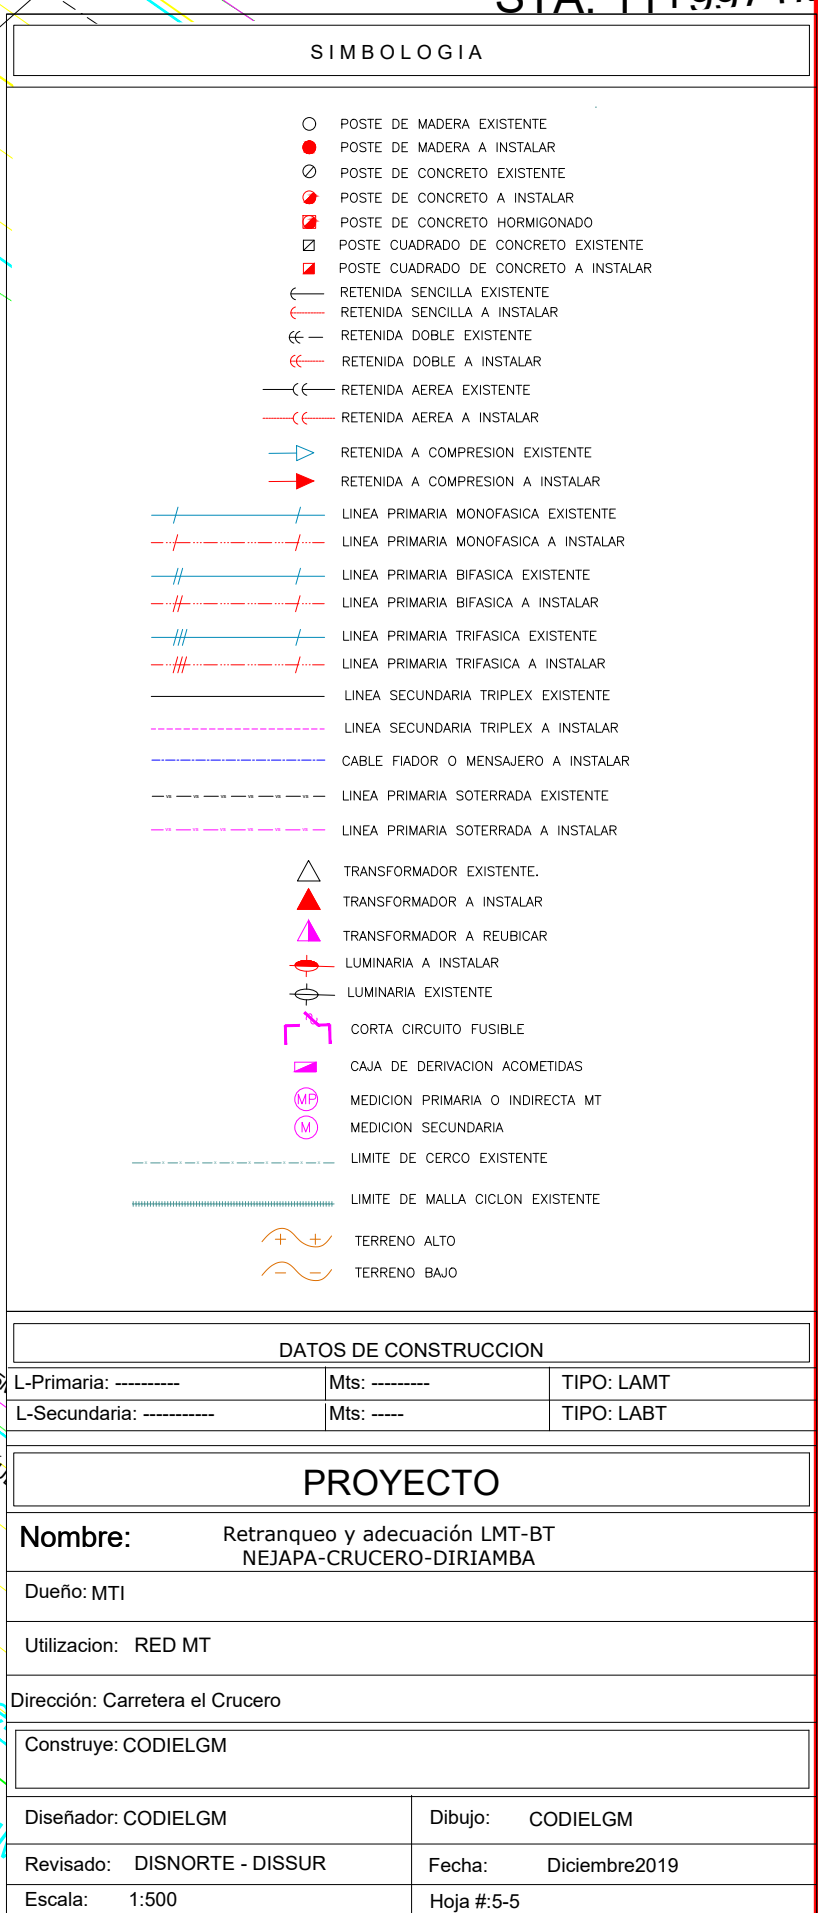 SIMBOLOGIA
POSTE DE MADERA EXISTENTE
POSTE DE MADERA A INSTALAR
POSTE DE CONCRETO EXISTENTE
POSTE DE CONCRETO A INSTALAR
POSTE DE CONCRETO HORMIGONADO
POSTE CUADRADO DE CONCRETO EXISTENTE
POSTE CUADRADO DE CONCRETO A INSTALAR
RETENIDA SENCILLA EXISTENTE
RETENIDA SENCILLA A INSTALAR
RETENIDA DOBLE EXISTENTE
RETENIDA DOBLE A INSTALAR
RETENIDA AEREA EXISTENTE
RETENIDA AEREA A INSTALAR
RETENIDA A COMPRESION EXISTENTE
RETENIDA A COMPRESION A INSTALAR
LINEA PRIMARIA MONOFASICA EXISTENTE
LINEA PRIMARIA MONOFASICA A INSTALAR
LINEA PRIMARIA BIFASICA EXISTENTE
LINEA PRIMARIA BIFASICA A INSTALAR
LINEA PRIMARIA TRIFASICA EXISTENTE
LINEA PRIMARIA TRIFASICA A INSTALAR
LINEA SECUNDARIA TRIPLEX EXISTENTE
LINEA SECUNDARIA TRIPLEX A INSTALAR
CABLE FIADOR O MENSAJERO A INSTALAR
LINEA PRIMARIA SOTERRADA EXISTENTE
LINEA PRIMARIA SOTERRADA A INSTALAR
TRANSFORMADOR EXISTENTE.
TRANSFORMADOR A INSTALAR
TRANSFORMADOR A REUBICAR
LUMINARIA A INSTALAR
LUMINARIA EXISTENTE
CORTA CIRCUITO FUSIBLE
CAJA DE DERIVACION ACOMETIDAS
MP MEDICION PRIMARIA O INDIRECTA MT
M MEDICION SECUNDARIA
LIMITE DE CERCO EXISTENTE
LIMITE DE MALLA CICLON EXISTENTE
TERRENO ALTO
TERRENO BAJO
DATOS DE CONSTRUCCION
L-Primaria: ---------- Mts: --------- TIPO: LAMT
L-Secundaria: ----------- Mts: ----- TIPO: LABT
PROYECTO
Nombre: Retranqueo y adecuación LMT-BT
NEJAPA-CRUCERO-DIRIAMBA
Dueño: MTI
Utilizacion: RED MT
Dirección: Carretera el Crucero
Construye: CODIELGM
Diseñador: CODIELGM Dibujo: CODIELGM
Revisado: DISNORTE - DISSUR Fecha: Diciembre2019
Escala: 1:500 Hoja #:5-5